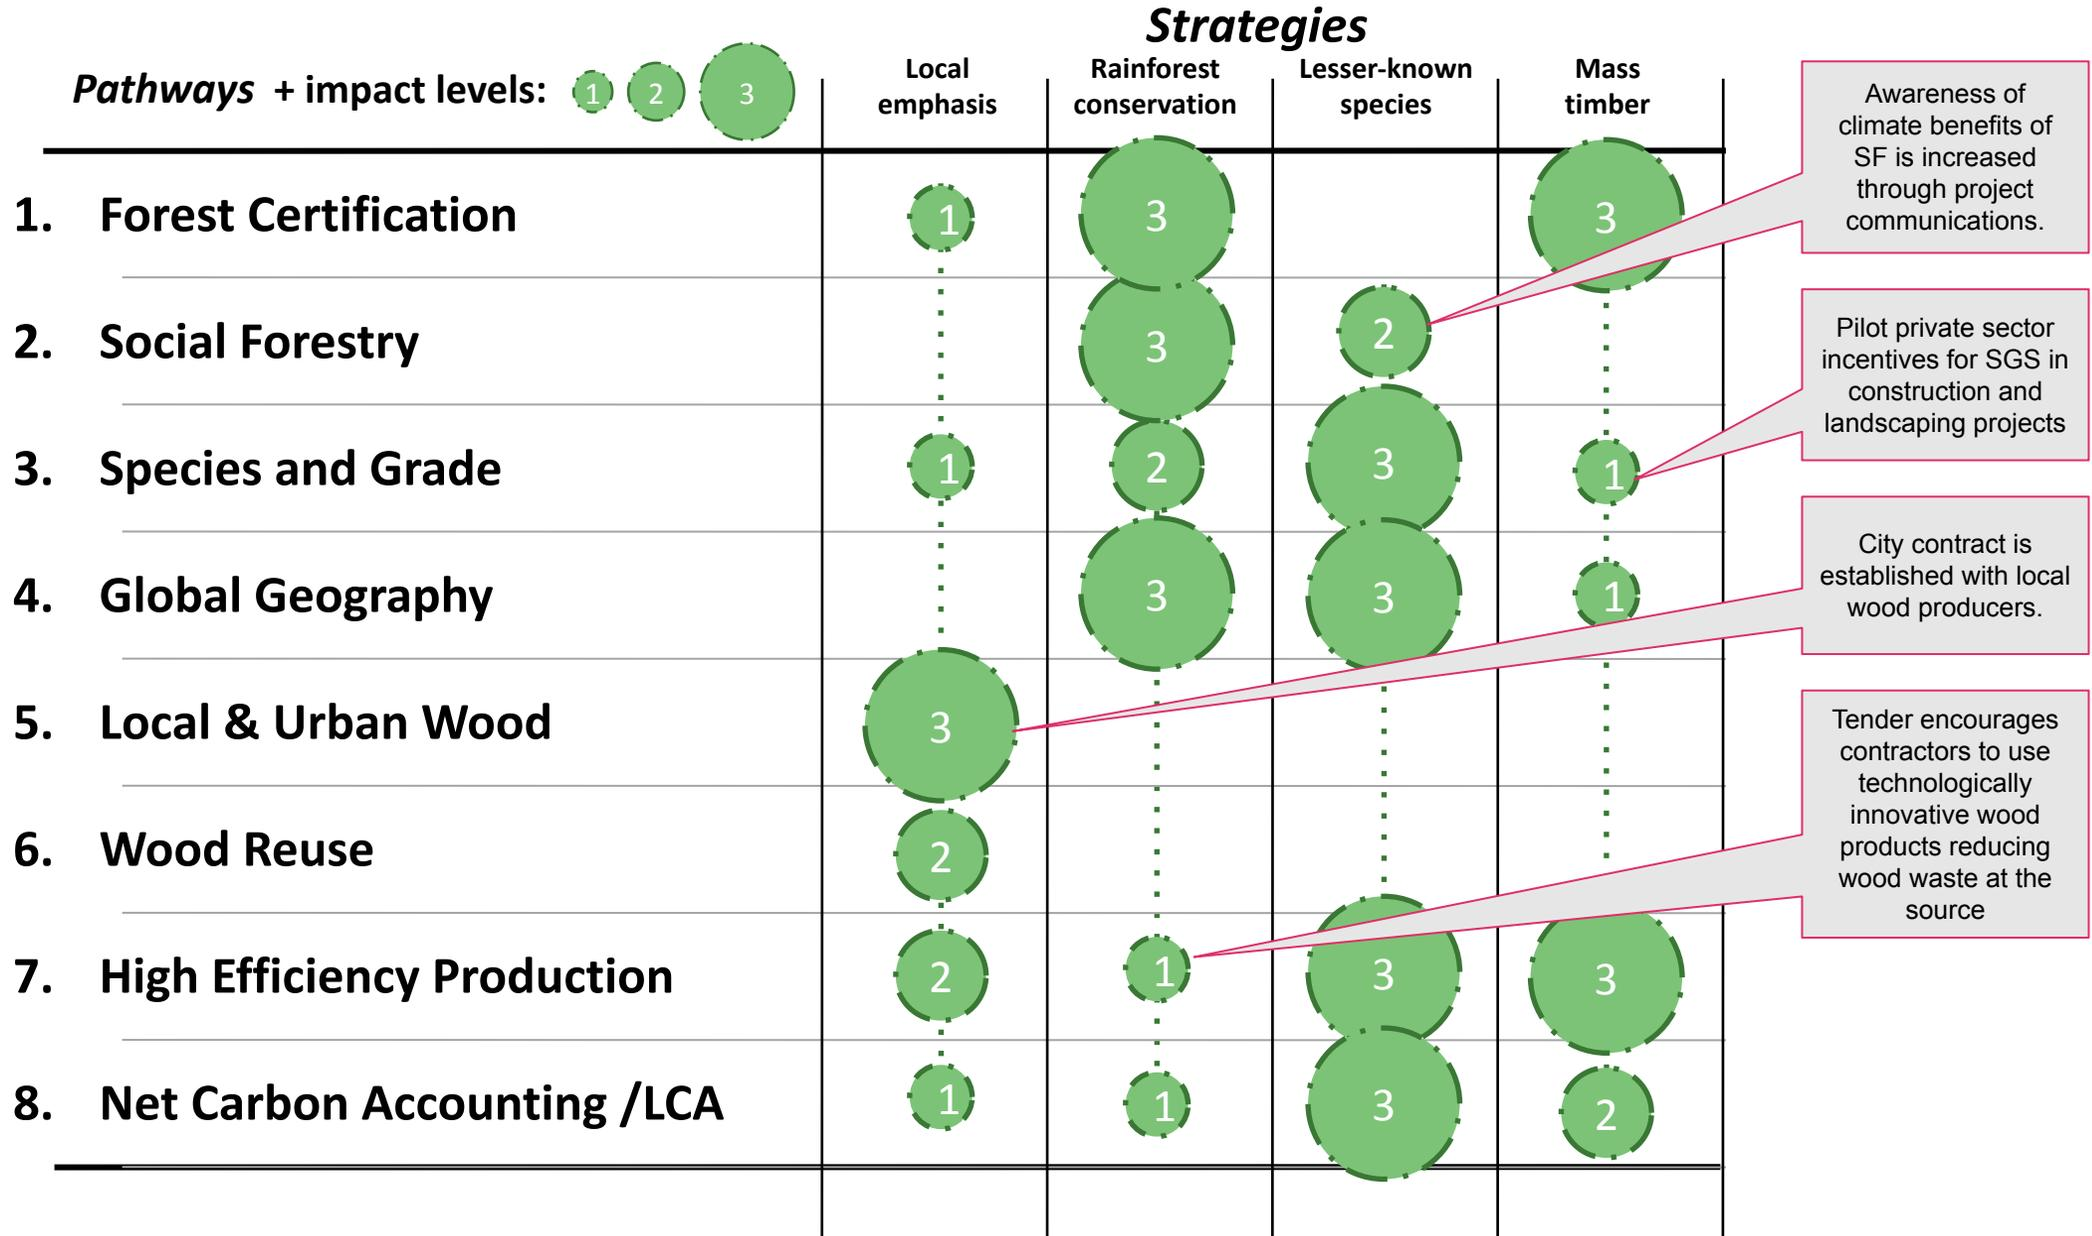 Strategies
Pathways + impact levels: 1 2 3
Local
emphasis
Rainforest
conservation
Lesser-known
species
Mass
timber
1. Forest Certification 1 3 3
2. Social Forestry 3 2
3. Species and Grade 1 2 3 1
4. Global Geography 3 3 1
5. Local & Urban Wood 3
6. Wood Reuse 2
7. High Efficiency Production 2 1 3 3
8. Net Carbon Accounting /LCA 1 1 3 2
Awareness of
climate benefits of
SF is increased
through project
communications.
Pilot private sector
incentives for SGS in
construction and
landscaping projects
City contract is
established with local
wood producers.
Tender encourages
contractors to use
technologically
innovative wood
products reducing
wood waste at the
source